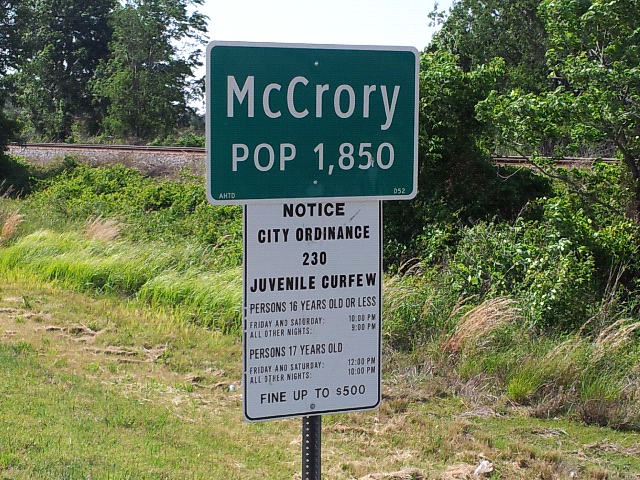 McCrory
POP 1,850
AHTD D52
NOTICE
CITY ORDINANCE
230
JUVENILE CURFEW
PERSONS 16 YEARS OLD OR LESS
FRIDAY AND SATURDAY: 10:00 PM
ALL OTHER NIGHTS: 9:00 PM
PERSONS 17 YEARS OLD
FRIDAY AND SATURDAY: 12:00 PM
ALL OTHER NIGHTS: 10:00 PM
FINE UP TO $500